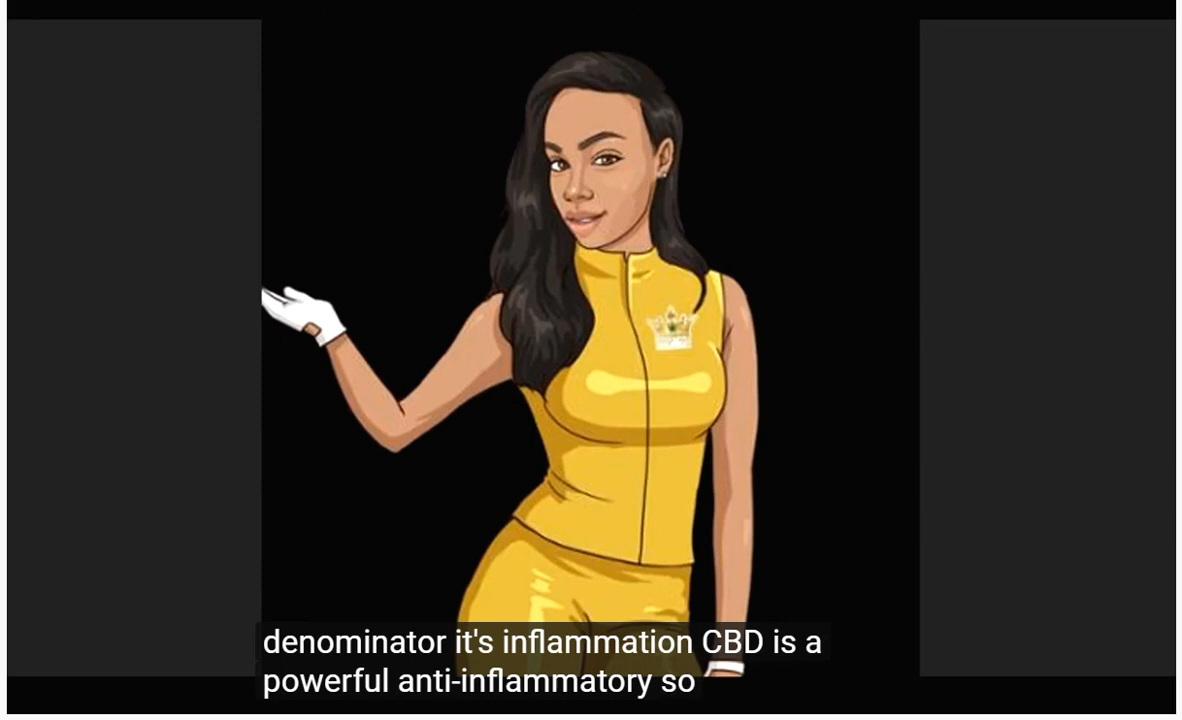 denominator it's inflammation CBD is a
powerful anti-inflammatory so